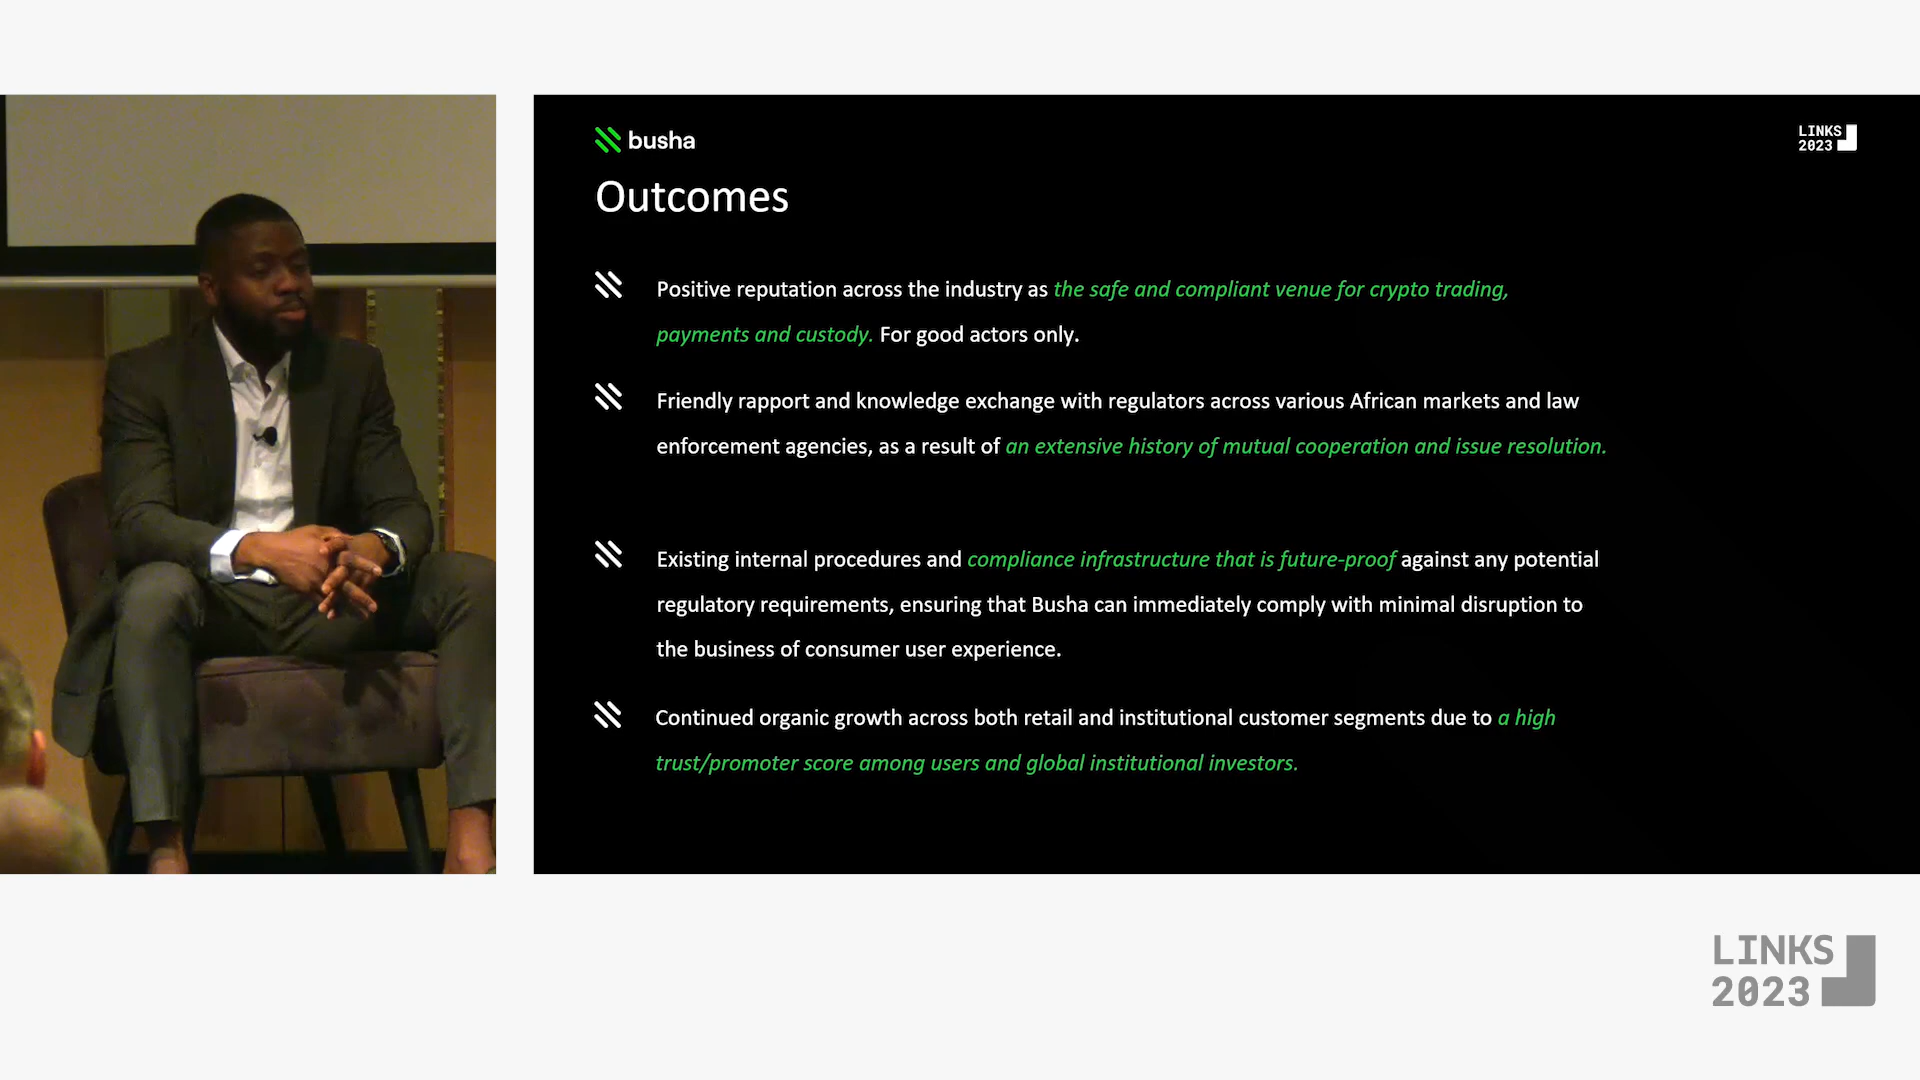 busha
LINKS
2023
Outcomes
Positive reputation across the industry as the safe and compliant venue for crypto trading,
payments and custody. For good actors only.
Friendly rapport and knowledge exchange with regulators across various African markets and law
enforcement agencies, as a result of an extensive history of mutual cooperation and issue resolution.
Existing internal procedures and compliance infrastructure that is future-proof against any potential
regulatory requirements, ensuring that Busha can immediately comply with minimal disruption to
the business of consumer user experience.
Continued organic growth across both retail and institutional customer segments due to a high
trust/promoter score among users and global institutional investors.
LINKS
2023